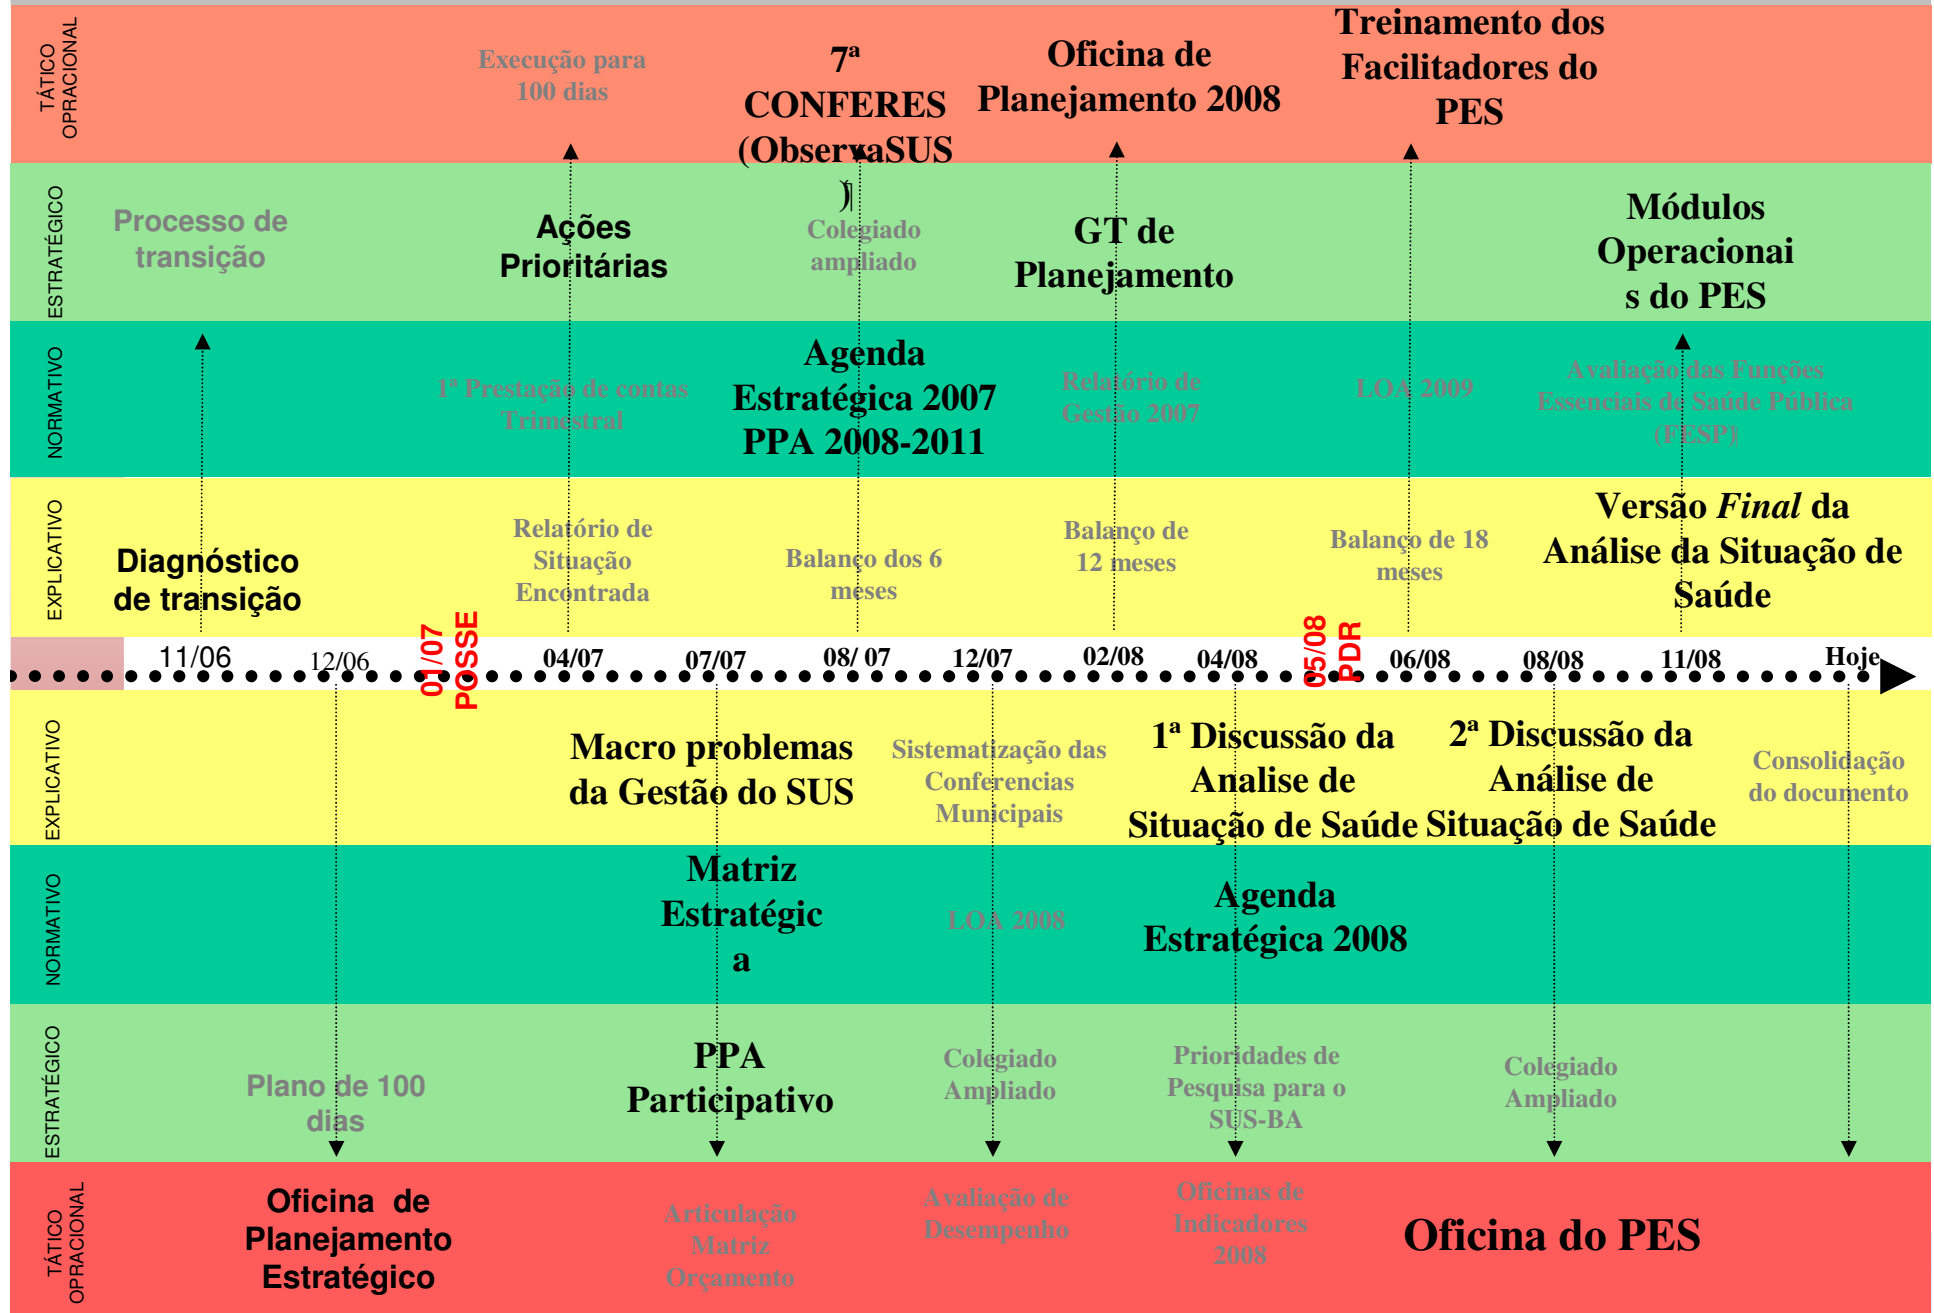 TÁTICO
OPRACIONAL
Execução para
100 dias
7ª
CONFERES
(ObservaSUS
)
Oficina de
Planejamento 2008
Treinamento dos
Facilitadores do
PES
ESTRATÉGICO
Processo de
transição
Ações
Prioritárias
Colegiado
ampliado
GT de
Planejamento
Módulos
Operacionai
s do PES
NORMATIVO
1ª Prestação de contas
Trimestral
Agenda
Estratégica 2007
PPA 2008-2011
Relatório de
Gestão 2007
LOA 2009
Avaliação das Funções
Essenciais de Saúde Pública
(FESP)
EXPLICATIVO
Diagnóstico
de transição
Relatório de
Situação
Encontrada
Balanço dos 6
meses
Balanço de
12 meses
Balanço de 18
meses
Versão Final da
Análise da Situação de
Saúde
11/06
12/06
01/07
POSSE
04/07
07/07
08/ 07
12/07
02/08
04/08
05/08
PDR
06/08
08/08
11/08
Hoje
EXPLICATIVO
Macro problemas
da Gestão do SUS
Sistematização das
Conferencias
Municipais
1ª Discussão da
Analise de
Situação de Saúde
2ª Discussão da
Análise de
Situação de Saúde
Consolidação
do documento
NORMATIVO
Matriz
Estratégic
a
LOA 2008
Agenda
Estratégica 2008
ESTRATÉGICO
Plano de 100
dias
PPA
Participativo
Colegiado
Ampliado
Prioridades de
Pesquisa para o
SUS-BA
Colegiado
Ampliado
TÁTICO
OPRACIONAL
Oficina de
Planejamento
Estratégico
Articulação
Matriz
Orçamento
Avaliação de
Desempenho
Oficinas de
Indicadores
2008
Oficina do PES